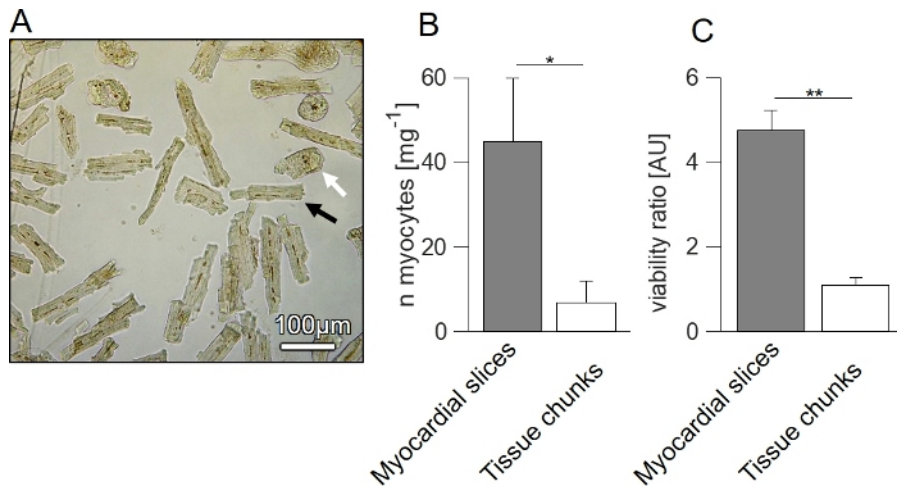 A
100µm
B
*
60
40
20
0
n myocytes [mg-1]
Myocardial slices
Tissue chunks
C
**
6
4
2
0
viability ratio [AU]
Myocardial slices
Tissue chunks